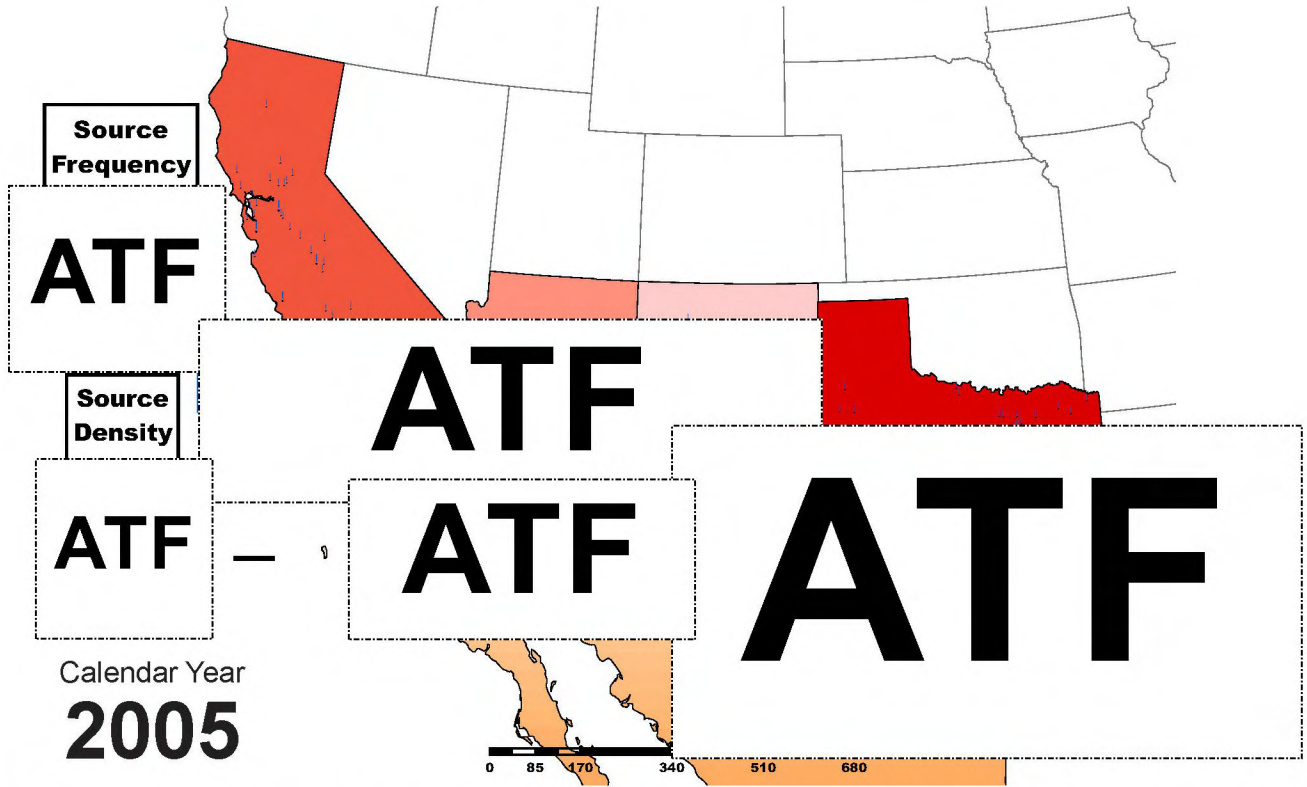 Source
Frequency
ATF
ATF
Source
Density
ATF
ATF
ATF
Calendar Year
2005
0 85 170 340 510 680